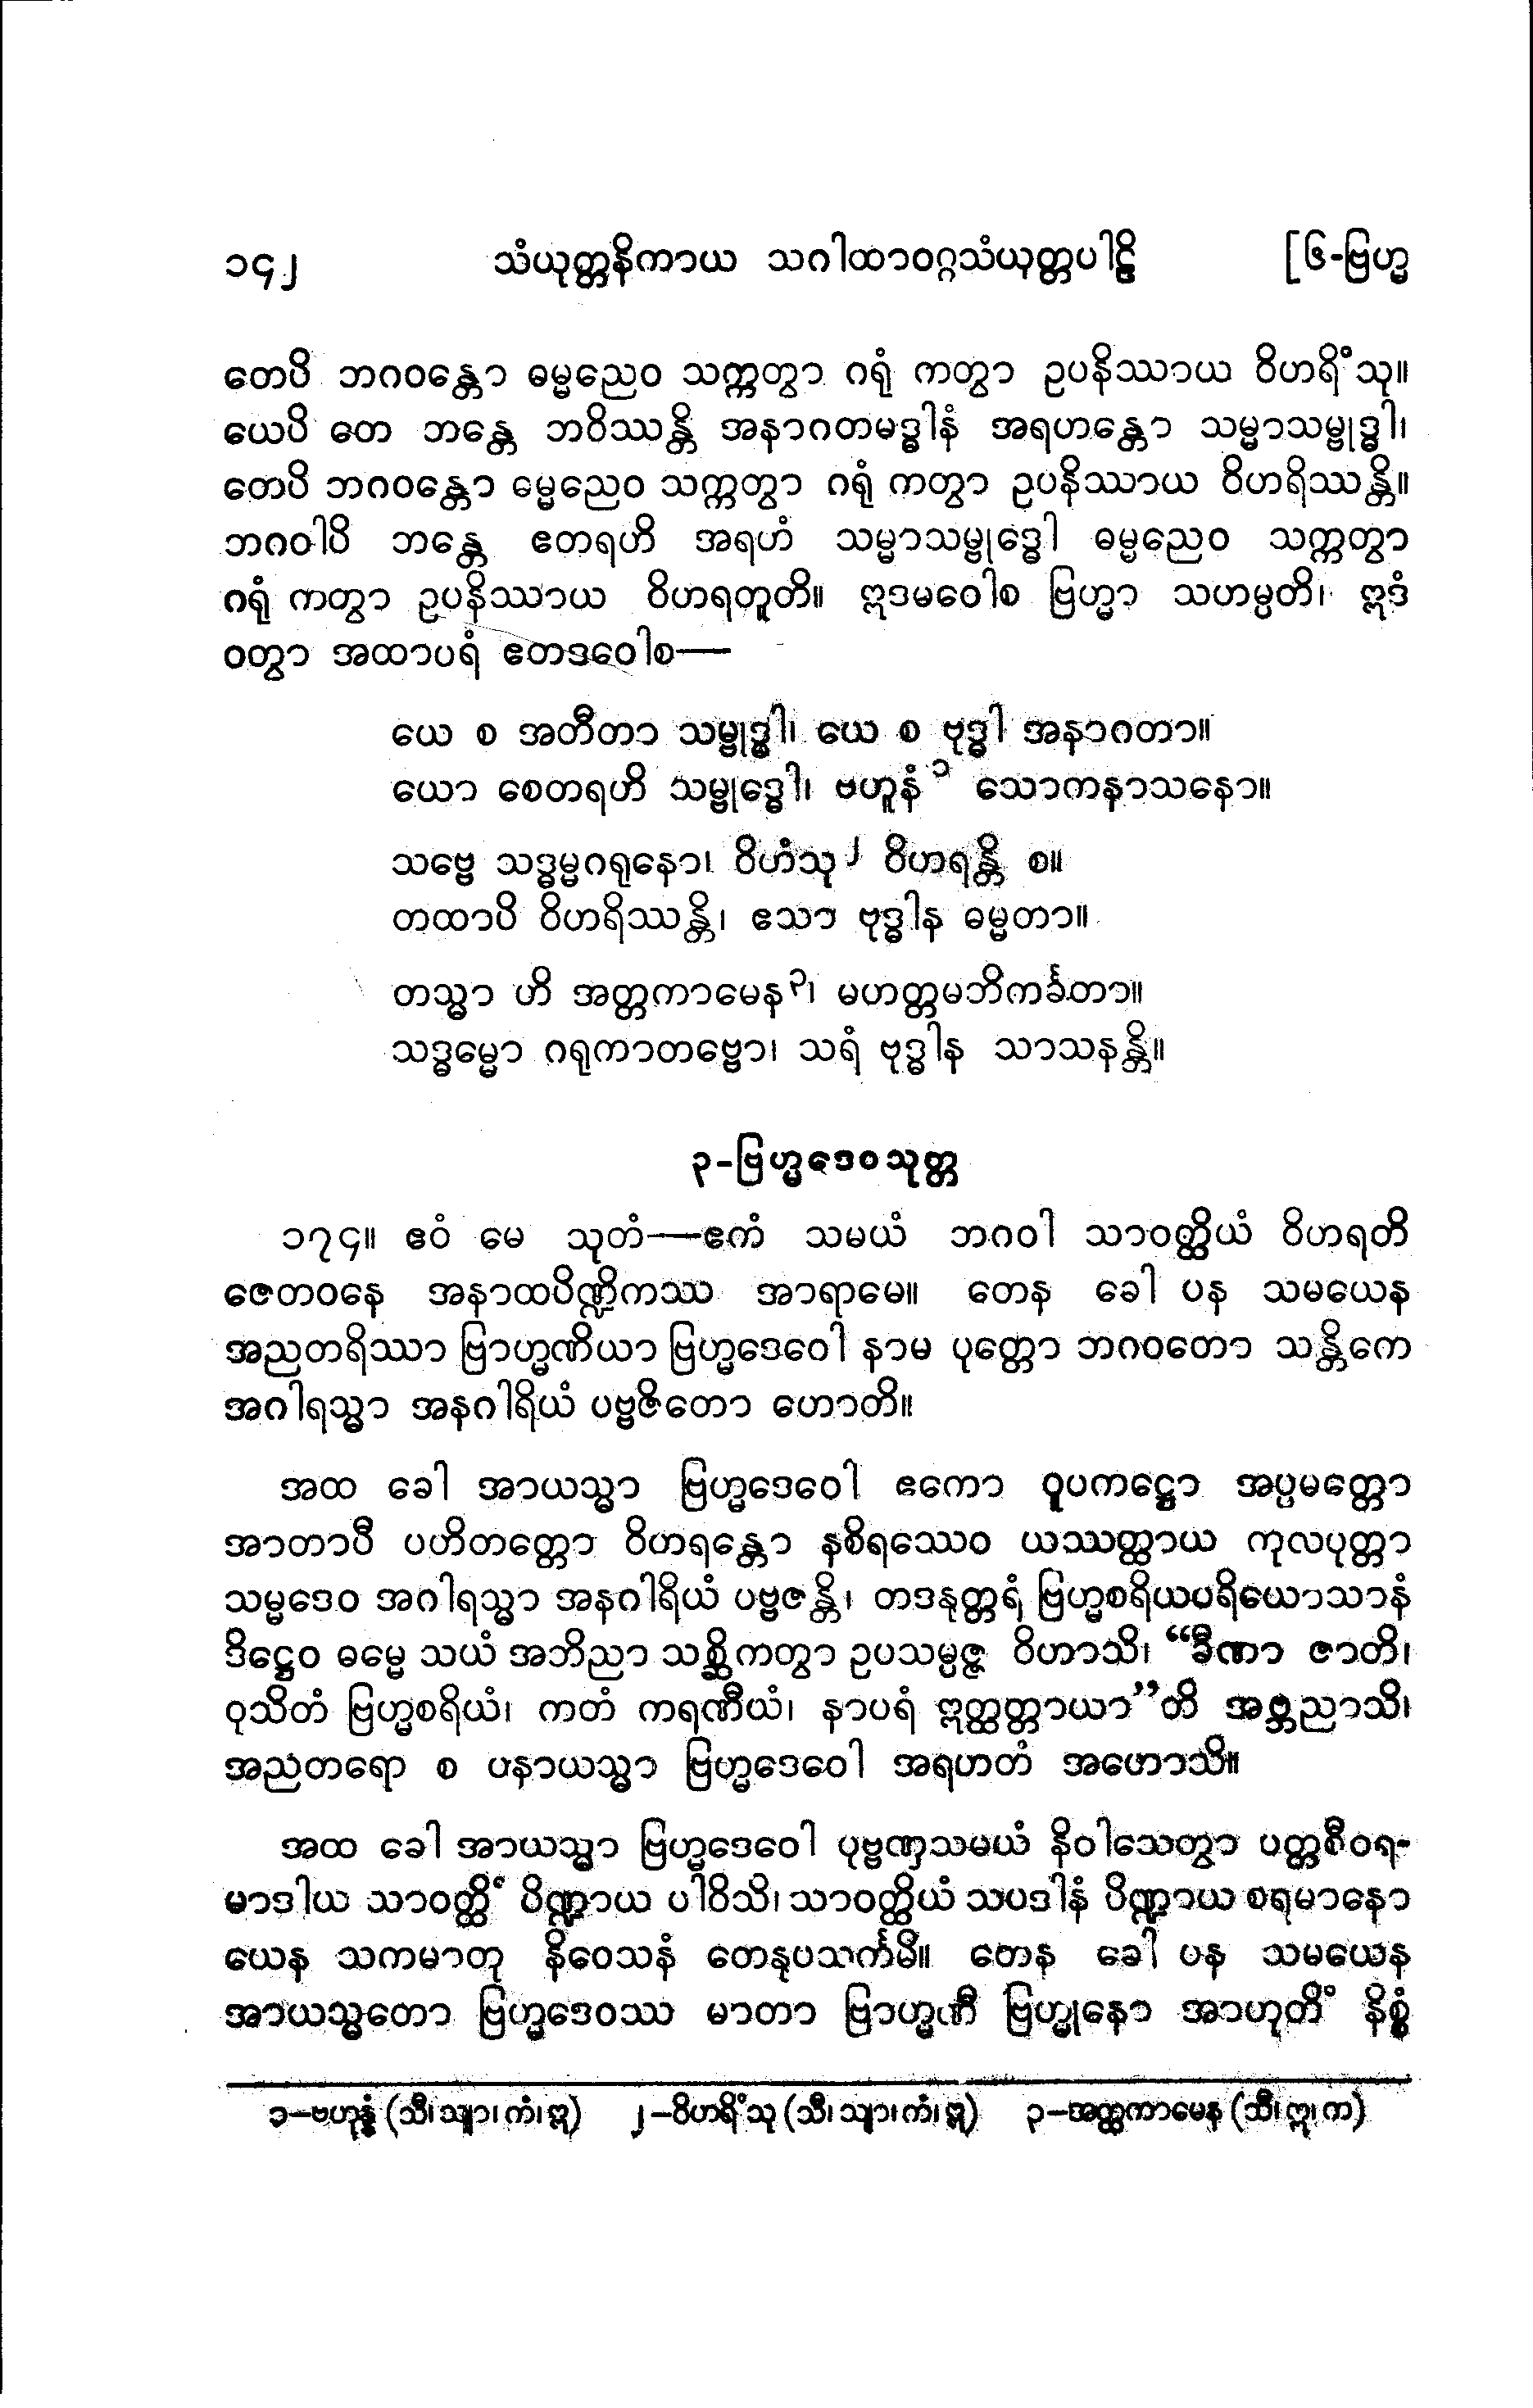 ၁၄၂ သံယုတ္တနိကာယ သဂါထာဝဂ္ဂသံယုတ္တပါဠိ [၆-ဗြဟ္မ
တေပိ ဘဂဝန္တော ဓမ္မညေဝ သက္ကတွာ ဂရုံ ကတွာ ဥပနိဿာယ ဝိဟရိံသု။
ယေပိ တေ ဘန္တေ ဘဝိဿန္တိ အနာဂတမဒ္ဓါနံ အရဟန္တော သမ္မာသမ္ဗုဒ္ဓါ၊
တေပိ ဘဂဝန္တော ဓမ္မညေဝ သက္ကတွာ ဂရုံ ကတွာ ဥပနိဿာယ ဝိဟရိဿန္တိ။
ဘဂဝါပိ ဘန္တေ ဧတရဟိ အရဟံ သမ္မာသမ္ဗုဒ္ဓေါ ဓမ္မညေဝ သက္ကတွာ
ဂရုံ ကတွာ ဥပနိဿာယ ဝိဟရတူတိ။ ဣဒမဝေါစ ဗြဟ္မာ သဟမ္ပတိ၊ ဣဒံ
ဝတွာ အထာပရံ ဧတဒဝေါစ—
ယေ စ အတီတာ သမ္ဗုဒ္ဓါ၊ ယေ စ ဗုဒ္ဓါ အနာဂတာ။
ယော စေတရဟိ သမ္ဗုဒ္ဓေါ၊ ဗဟူနံ ၁ သောကနာသနော။
သဗ္ဗေ သဒ္ဓမ္မဂရုနော၊ ဝိဟံသု ၂ ဝိဟရန္တိ စ။
တထာပိ ဝိဟရိဿန္တိ၊ ဧသာ ဗုဒ္ဓါန ဓမ္မတာ။
တသ္မာ ဟိ အတ္တကာမေန ၃၊ မဟတ္တမဘိကင်္ခတာ။
သဒ္ဓမ္မော ဂရုကာတဗ္ဗော၊ သရံ ဗုဒ္ဓါန သာသနန္တိ။
၃-ဗြဟ္မဒေဝသုတ္တ
၁၇၄။ ဧဝံ မေ သုတံ—ဧကံ သမယံ ဘဂဝါ သာဝတ္ထိယံ ဝိဟရတိ
ဇေတဝနေ အနာထပိဏ္ဍိကဿ အာရာမေ။ တေန ခေါ ပန သမယေန
အညတရိဿာ ဗြာဟ္မဏိယာ ဗြဟ္မဒေဝေါ နာမ ပုတ္တော ဘဂဝတော သန္တိကေ
အဂါရသ္မာ အနဂါရိယံ ပဗ္ဗဇိတော ဟောတိ။
အထ ခေါ အာယသ္မာ ဗြဟ္မဒေဝေါ ဧကော ဝူပကဋ္ဌော အပ္ပမတ္တော
အာတာပီ ပဟိတတ္တော ဝိဟရန္တော နစိရဿေဝ ယဿတ္ထာယ ကုလပုတ္တာ
သမ္မဒေဝ အဂါရသ္မာ အနဂါရိယံ ပဗ္ဗဇန္တိ၊ တဒနုတ္တရံ ဗြဟ္မစရိယပရိယောသာနံ
ဒိဋ္ဌေဝ ဓမ္မေ သယံ အဘိညာ သစ္ဆိကတွာ ဥပသမ္ပဇ္ဇ ဝိဟာသိ၊ “ခီဏာ ဇာတိ၊
ဝုသိတံ ဗြဟ္မစရိယံ၊ ကတံ ကရဏီယံ၊ နာပရံ ဣတ္ထတ္တာယာ”တိ အဗ္ဘညာသိ၊
အညတရော စ ပနာယသ္မာ ဗြဟ္မဒေဝေါ အရဟတံ အဟောသိ။
အထ ခေါ အာယသ္မာ ဗြဟ္မဒေဝေါ ပုဗ္ဗဏှသမယံ နိဝါသေတွာ ပတ္တစီဝရ-
မာဒါယ သာဝတ္ထိံ ပိဏ္ဍာယ ပါဝိသိ၊ သာဝတ္ထိယံ သပဒါနံ ပိဏ္ဍာယ စရမာနော
ယေန သကမာတု နိဝေသနံ တေနုပသင်္ကမိ။ တေန ခေါ ပန သမယေန
အာယသ္မတော ဗြဟ္မဒေဝဿ မာတာ ဗြာဟ္မဏီ ဗြဟ္မုနော အာဟုတိံ နိစ္စံ
၁—ဗဟုန္နံ (သီ၊ သျာ၊ ကံ၊ ဣ) ၂—ဝိဟရိံသု (သီ၊ သျာ၊ ကံ၊ ဣ) ၃—အတ္ထကာမေန (သီ၊ ဣ၊ က)